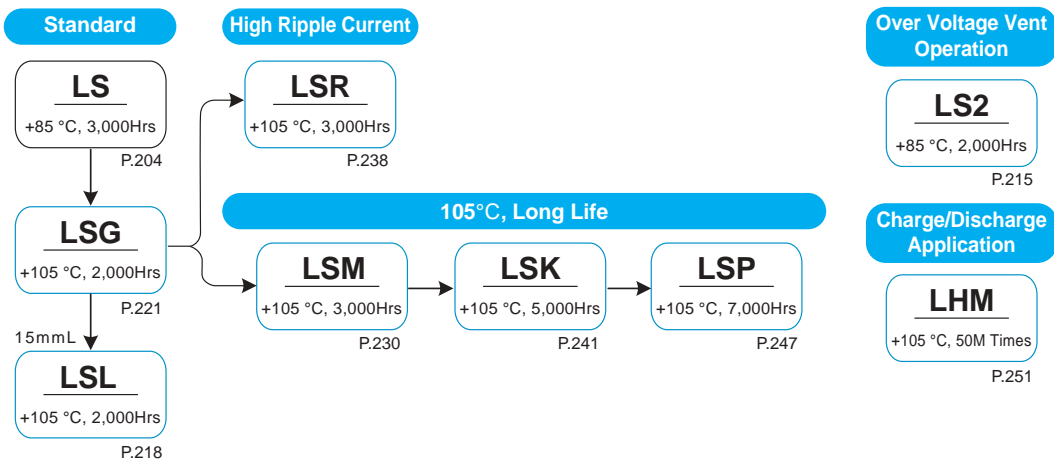 Standard
LS
+85 °C, 3,000Hrs
P.204
LSG
+105 °C, 2,000Hrs
P.221
15mmL
LSL
+105 °C, 2,000Hrs
P.218
High Ripple Current
LSR
+105 °C, 3,000Hrs
P.238
105°C, Long Life
LSM
+105 °C, 3,000Hrs
P.230
LSK
+105 °C, 5,000Hrs
P.241
LSP
+105 °C, 7,000Hrs
P.247
Over Voltage Vent
Operation
LS2
+85 °C, 2,000Hrs
P.215
Charge/Discharge
Application
LHM
+105 °C, 50M Times
P.251